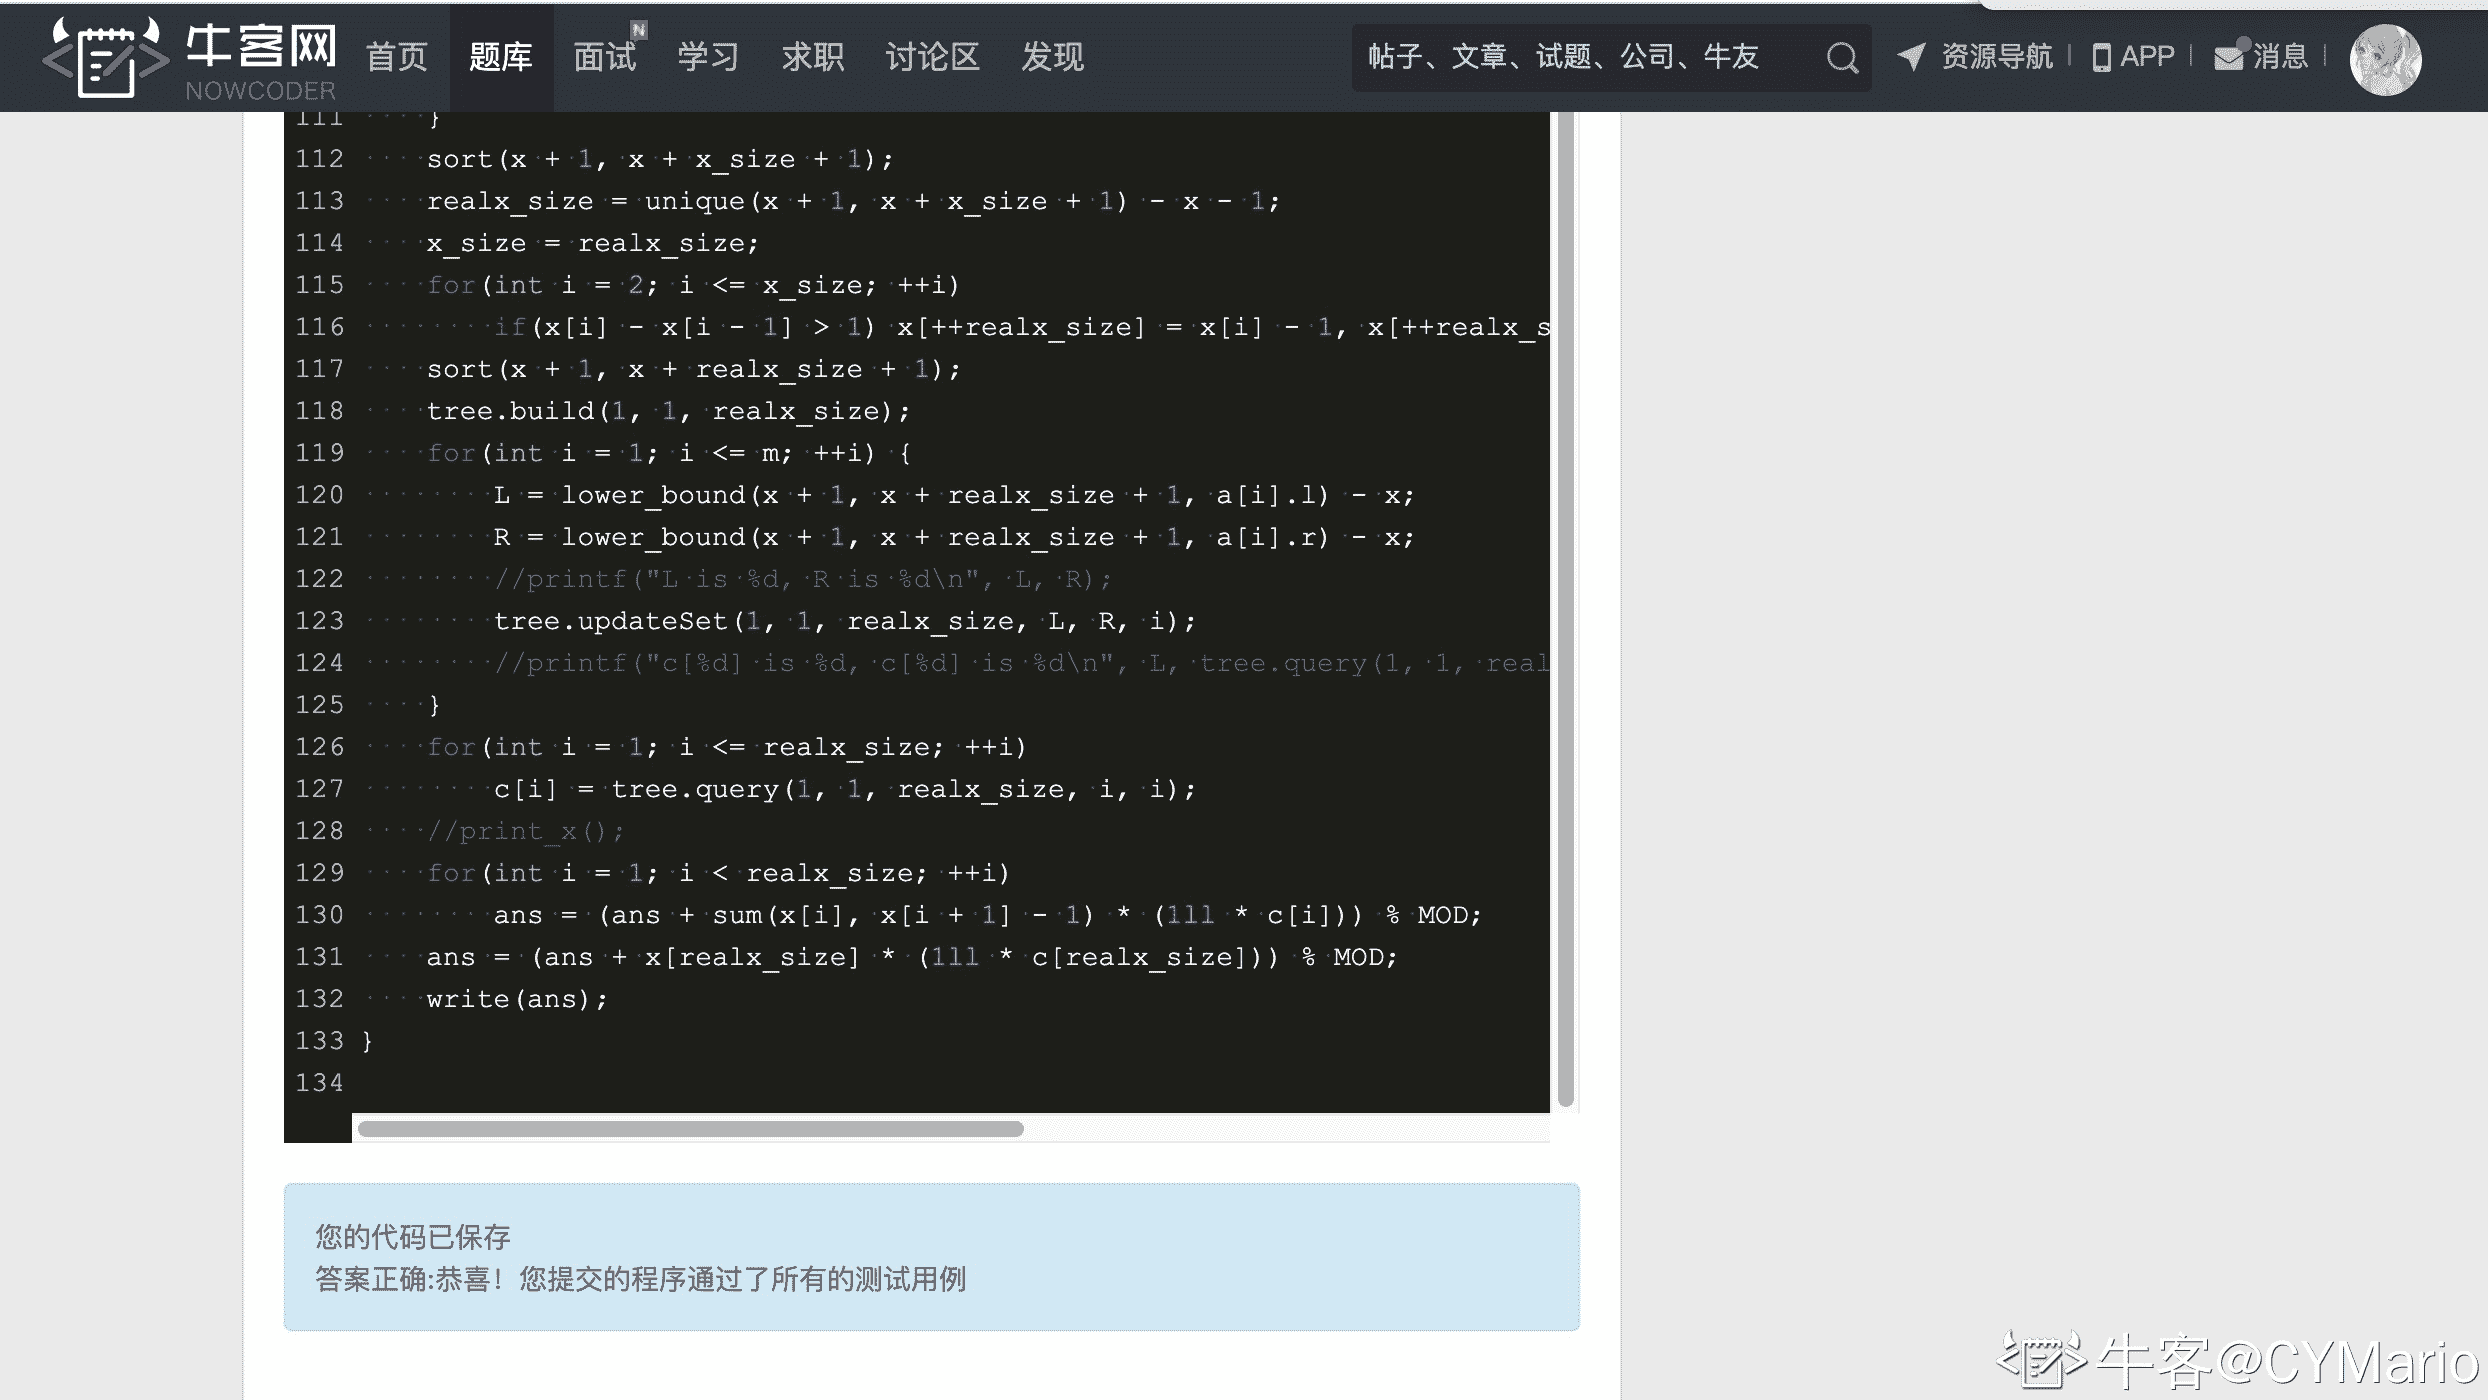 牛客网
NOWCODER
首页 题库 面试 N 学习 求职 讨论区 发现
帖子、文章、试题、公司、牛友
资源导航 APP 消息
111 }
112 sort(x + 1, x + x_size + 1);
113 realx_size = unique(x + 1, x + x_size + 1) - x - 1;
114 x_size = realx_size;
115 for(int i = 2; i <= x_size; ++i)
116 if(x[i] - x[i - 1] > 1) x[++realx_size] = x[i] - 1, x[++realx_s
117 sort(x + 1, x + realx_size + 1);
118 tree.build(1, 1, realx_size);
119 for(int i = 1; i <= m; ++i) {
120 L = lower_bound(x + 1, x + realx_size + 1, a[i].l) - x;
121 R = lower_bound(x + 1, x + realx_size + 1, a[i].r) - x;
122 //printf("L is %d, R is %d\n", L, R);
123 tree.updateSet(1, 1, realx_size, L, R, i);
124 //printf("c[%d] is %d, c[%d] is %d\n", L, tree.query(1, 1, real
125 }
126 for(int i = 1; i <= realx_size; ++i)
127 c[i] = tree.query(1, 1, realx_size, i, i);
128 //print_x();
129 for(int i = 1; i < realx_size; ++i)
130 ans = (ans + sum(x[i], x[i + 1] - 1) * (1ll * c[i])) % MOD;
131 ans = (ans + x[realx_size] * (1ll * c[realx_size])) % MOD;
132 write(ans);
133 }
134
您的代码已保存
答案正确:恭喜！您提交的程序通过了所有的测试用例
牛客@CYMario